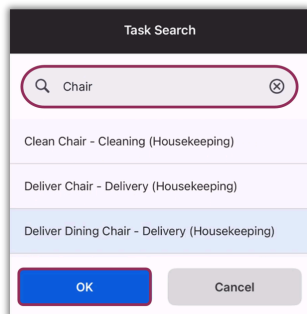 Task Search
Chair
Clean Chair - Cleaning (Housekeeping)
Deliver Chair - Delivery (Housekeeping)
Deliver Dining Chair - Delivery (Housekeeping)
OK Cancel